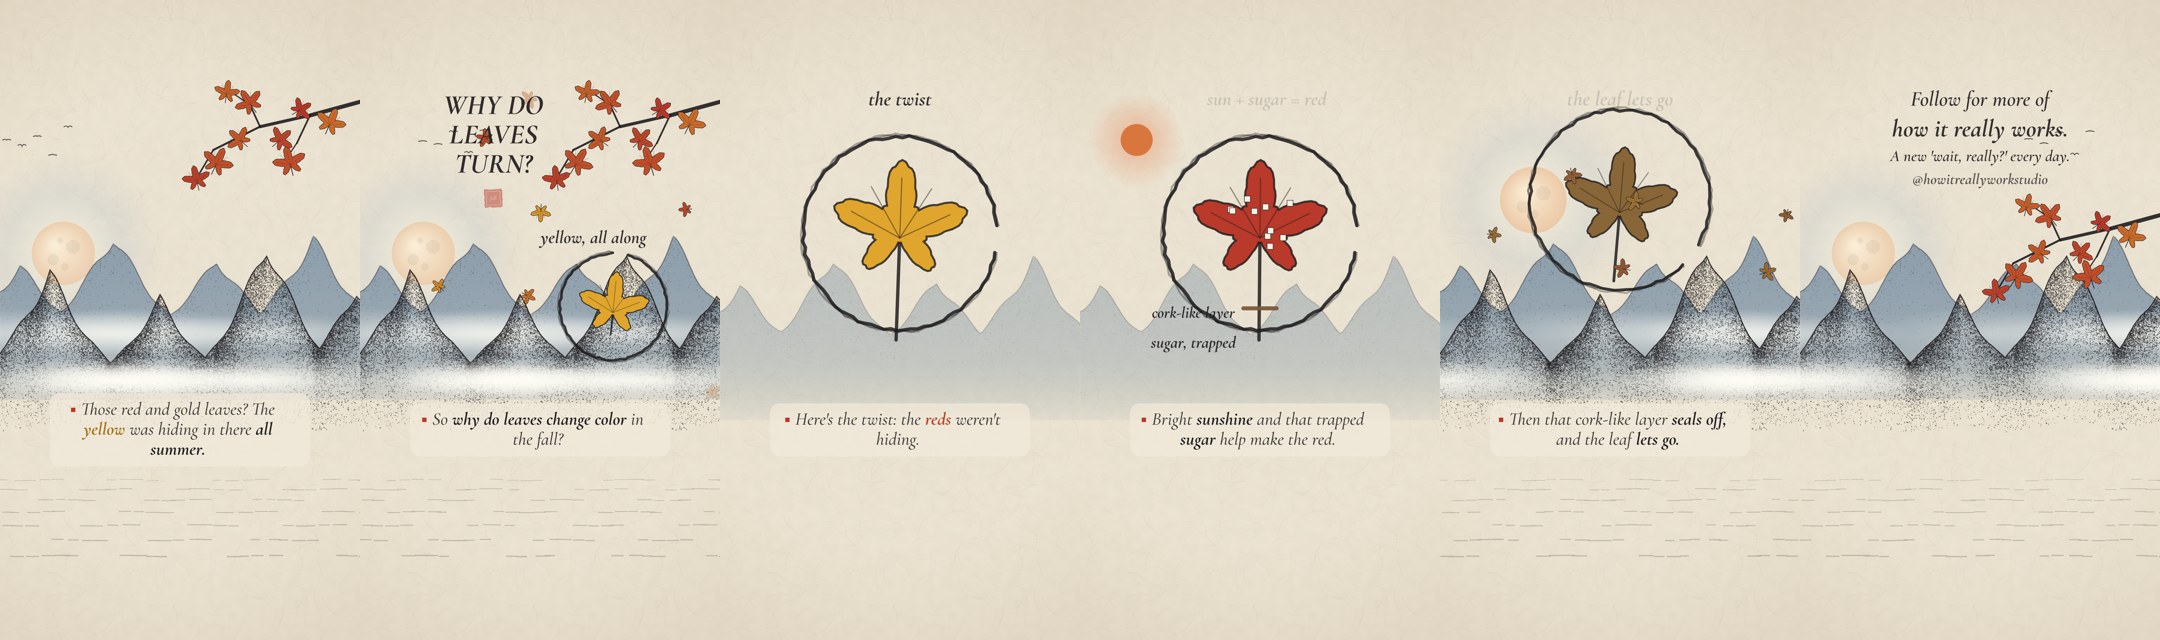 Those red and gold leaves? The
yellow was hiding in there all
summer.
WHY DO
LEAVES
TURN?
yellow, all along
So why do leaves change color in
the fall?
the twist
Here's the twist: the reds weren't
hiding.
sun + sugar = red
cork-like layer
sugar, trapped
Bright sunshine and that trapped
sugar help make the red.
the leaf lets go
Then that cork-like layer seals off,
and the leaf lets go.
Follow for more of
how it really works.
A new 'wait, really?' every day.
@howitreallyworkstudio